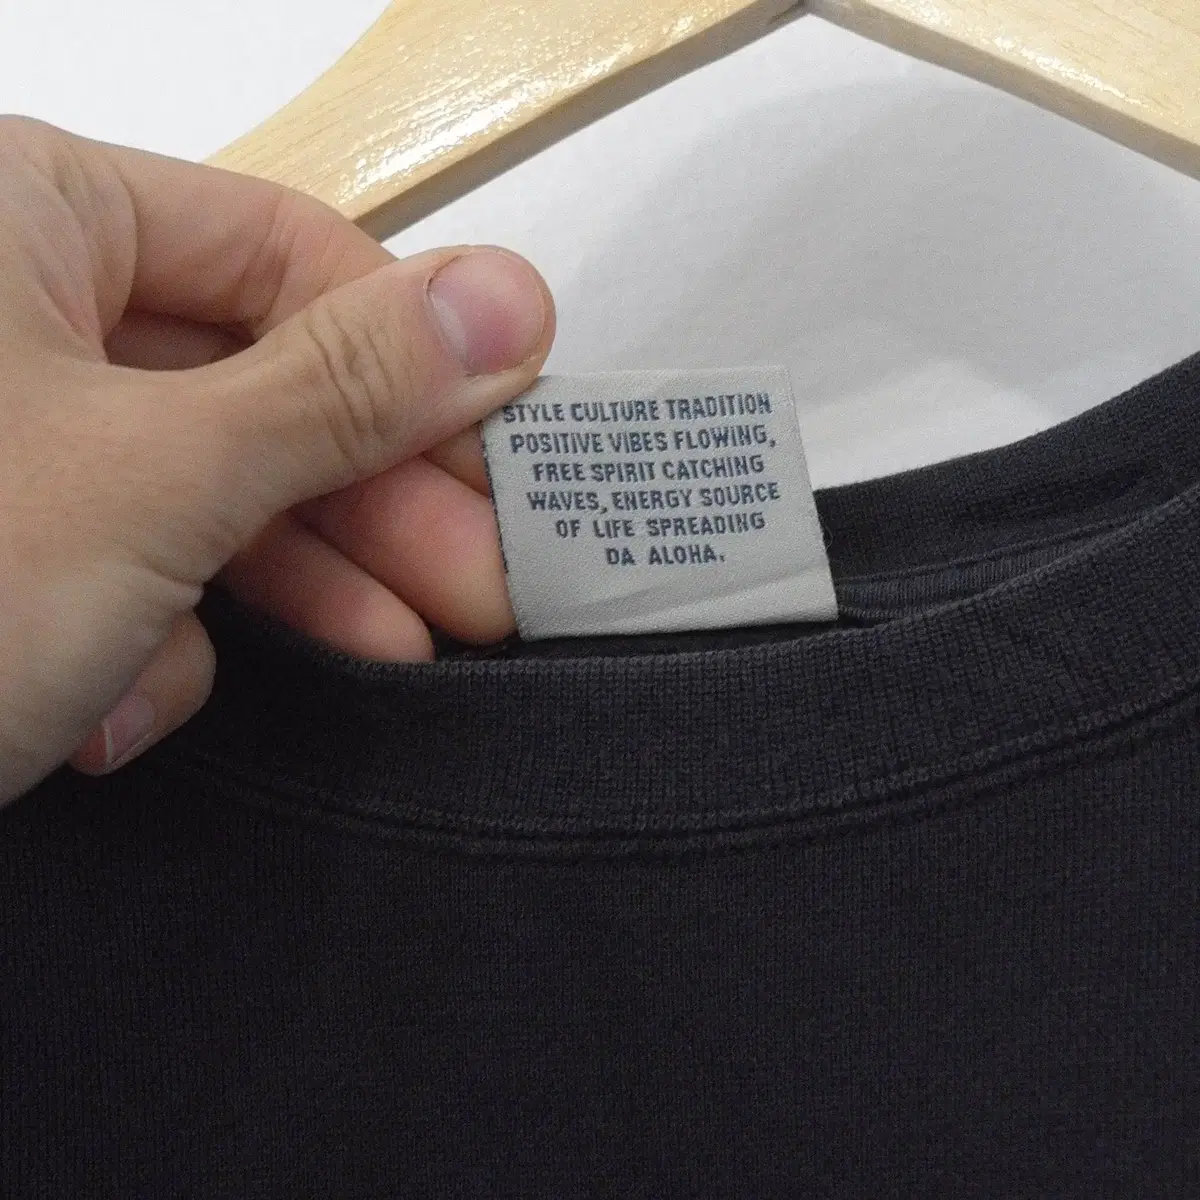 STYLE CULTURE TRADITION
POSITIVE VIBES FLOWING,
FREE SPIRIT CATCHING
WAVES, ENERGY SOURCE
OF LIFE SPREADING
DA ALOHA.